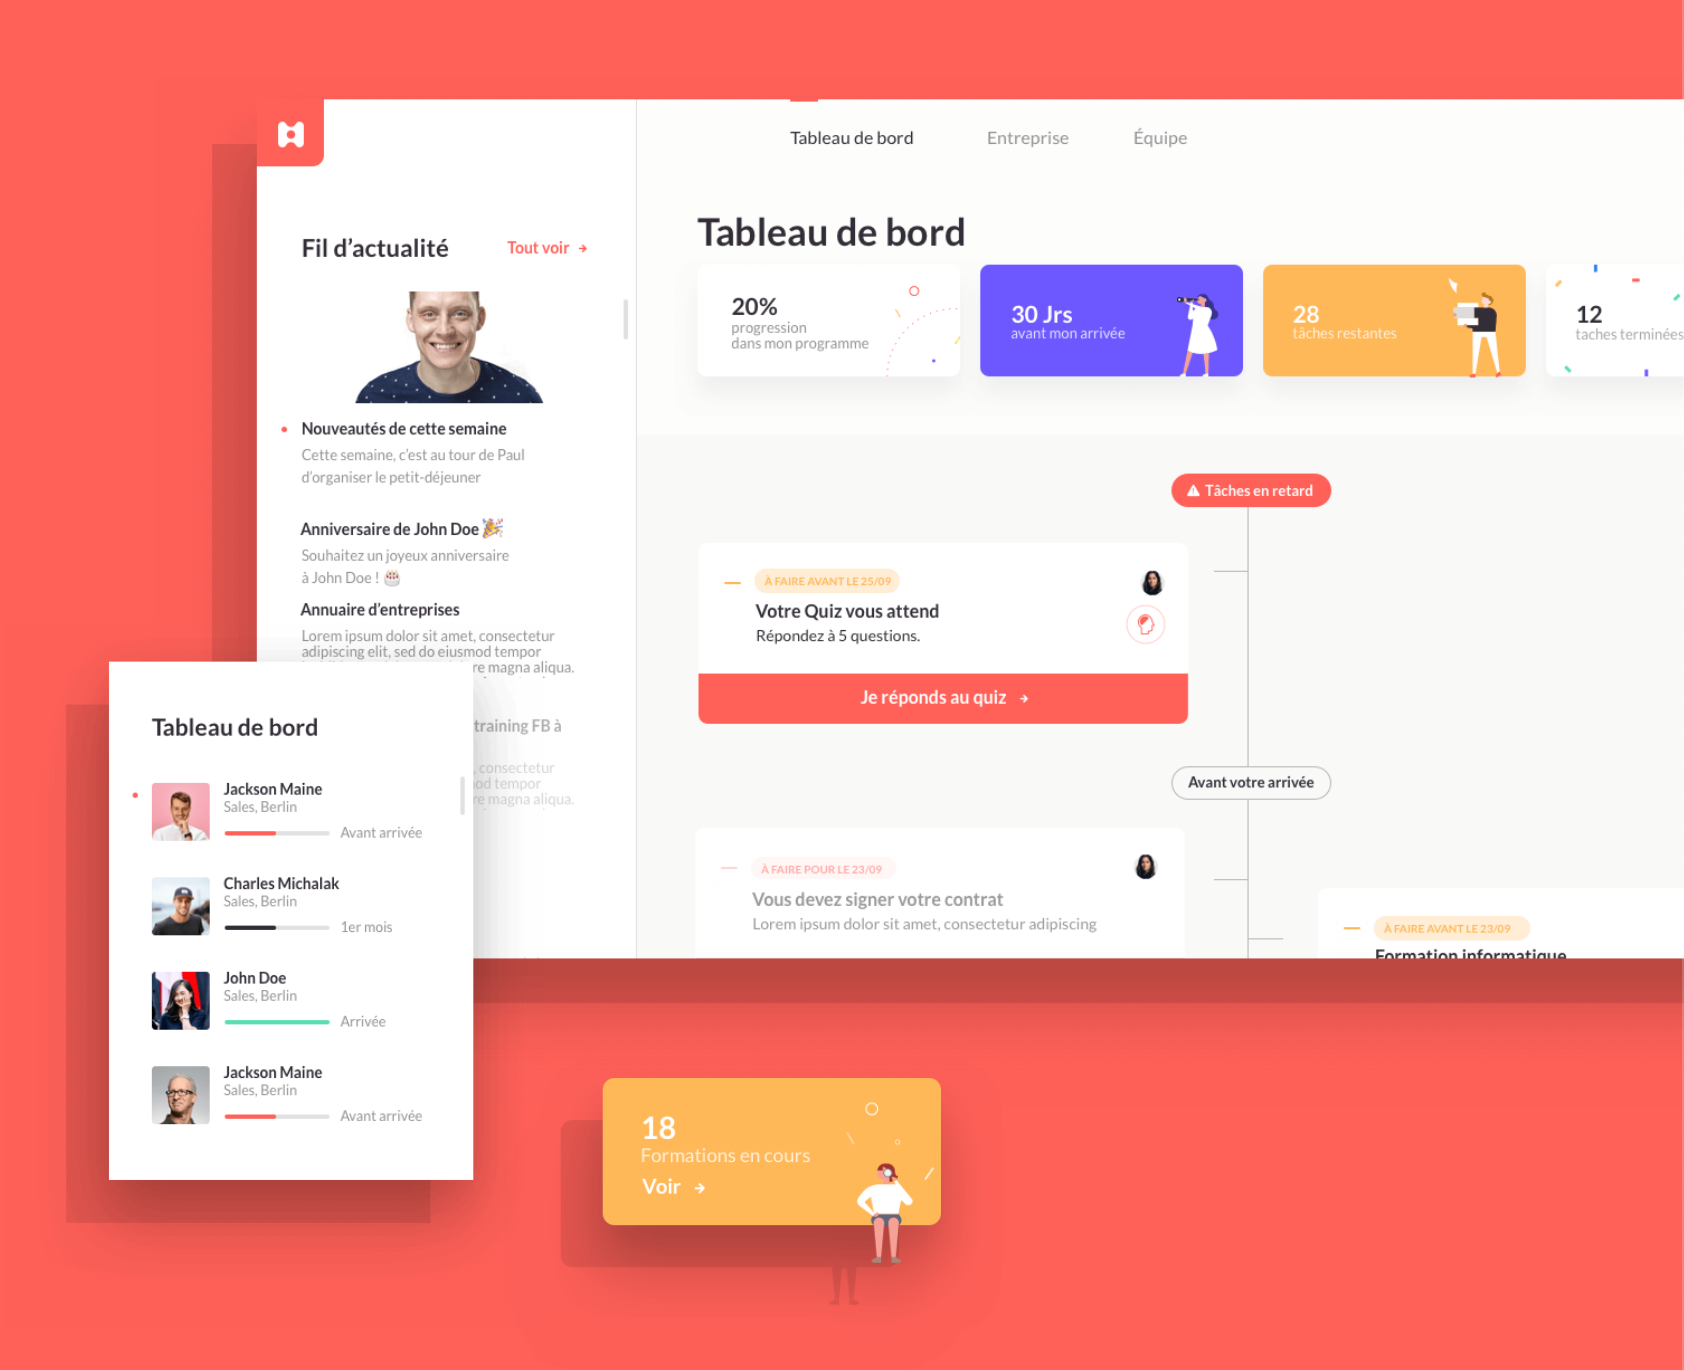 Tableau de bord
Entreprise
Équipe
Fil d’actualité
Tout voir
Nouveautés de cette semaine
Cette semaine, c’est au tour de Paul
d’organiser le petit-déjeuner
Anniversaire de John Doe
Souhaitez un joyeux anniversaire
à John Doe !
Annuaire d’entreprises
Lorem ipsum dolor sit amet, consectetur
adipiscing elit, sed do eiusmod tempor
re magna aliqua.
training FB à
, consectetur
od tempor
re magna aliqua.
Tableau de bord
20%
progression
dans mon programme
30 Jrs
avant mon arrivée
28
tâches restantes
12
taches terminées
Tâches en retard
À FAIRE AVANT LE 25/09
Votre Quiz vous attend
Répondez à 5 questions.
Je réponds au quiz
Avant votre arrivée
À FAIRE POUR LE 23/09
Vous devez signer votre contrat
Lorem ipsum dolor sit amet, consectetur adipiscing
À FAIRE AVANT LE 23/09
Formation informatique
Tableau de bord
Jackson Maine
Sales, Berlin
Avant arrivée
Charles Michalak
Sales, Berlin
1er mois
John Doe
Sales, Berlin
Arrivée
Jackson Maine
Sales, Berlin
Avant arrivée
18
Formations en cours
Voir